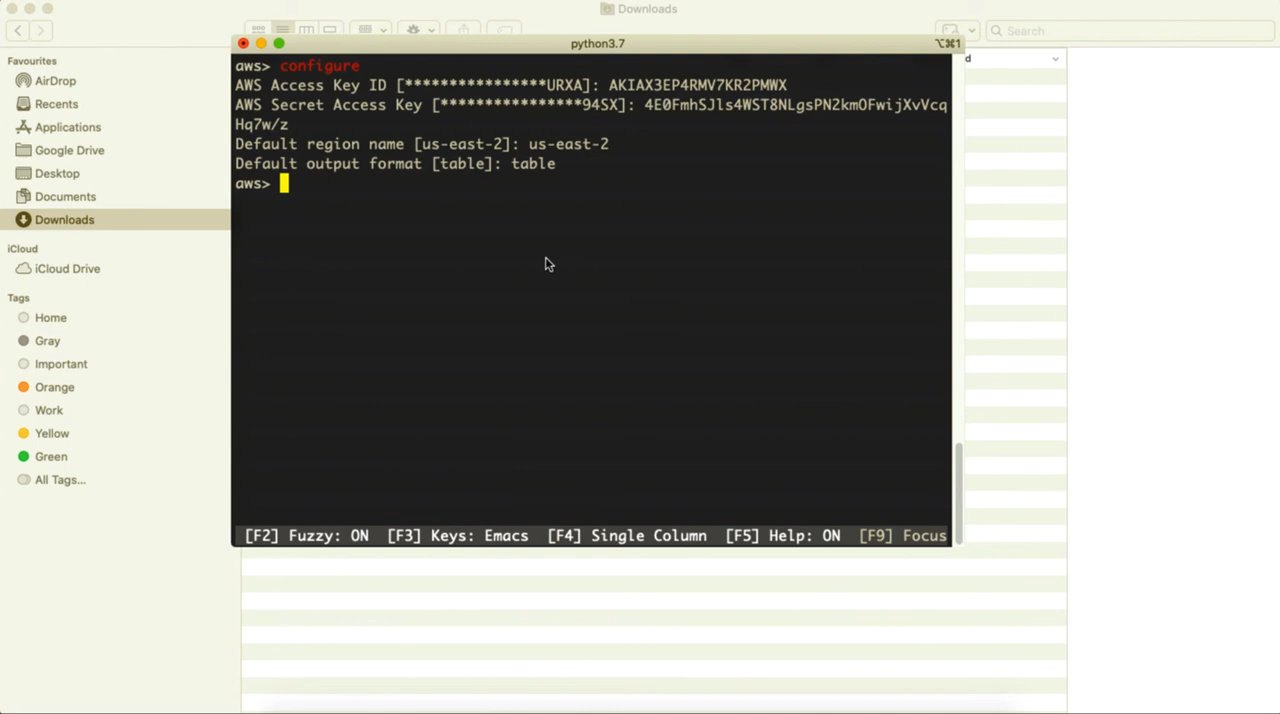 Downloads
Search
python3.7
⌥⌘1
Favourites
AirDrop
Recents
Applications
Google Drive
Desktop
Documents
Downloads
iCloud
iCloud Drive
Tags
Home
Gray
Important
Orange
Work
Yellow
Green
All Tags...
d
aws> configure
AWS Access Key ID [****************URXA]: AKIAX3EP4RMV7KR2PMWX
AWS Secret Access Key [****************94SX]: 4E0FmhSJls4WST8NLgsPN2kmOFwijXvVcq
Hq7w/z
Default region name [us-east-2]: us-east-2
Default output format [table]: table
aws>
[F2] Fuzzy: ON [F3] Keys: Emacs [F4] Single Column [F5] Help: ON [F9] Focus